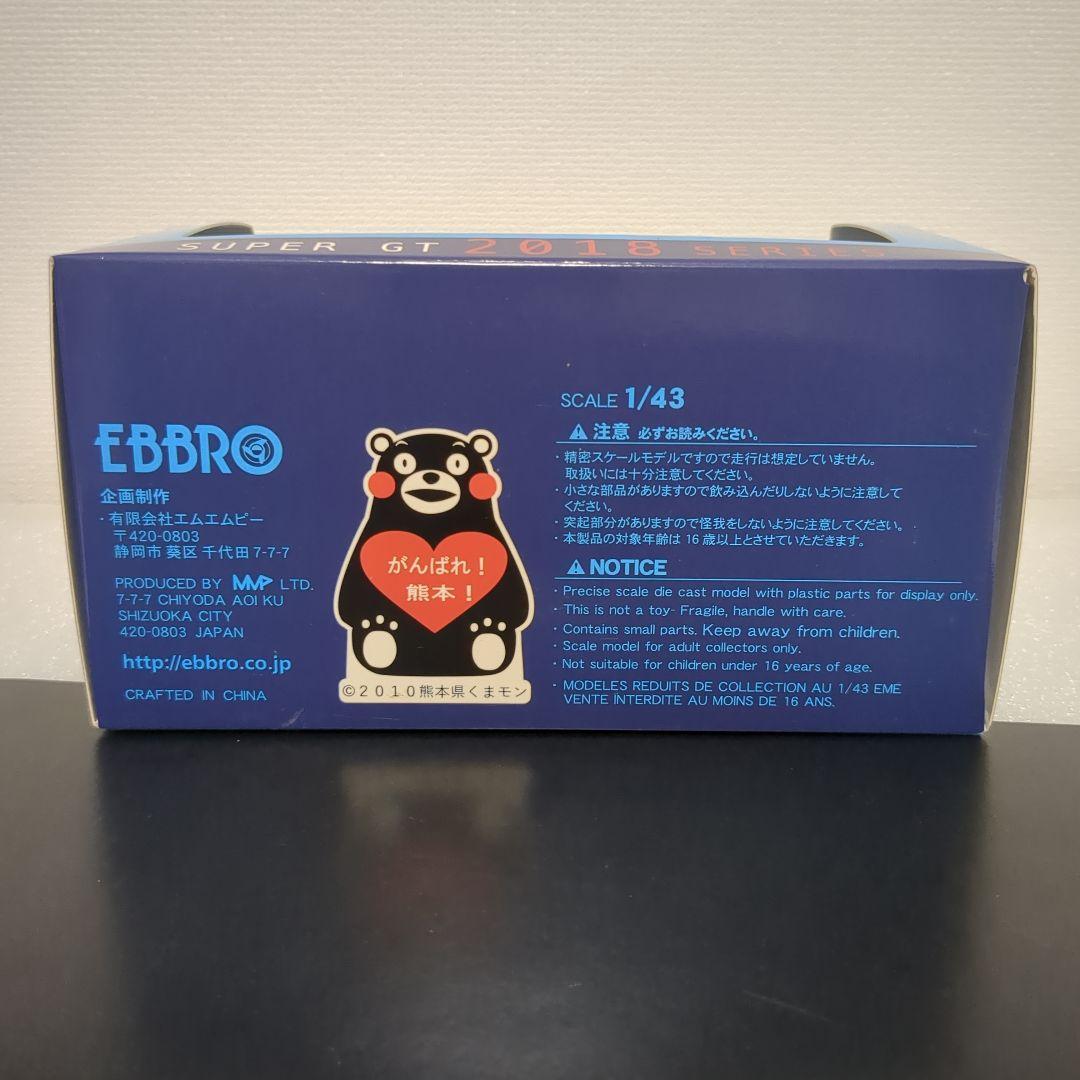 SUPER GT 2018 SERIES
EBBRO
企画制作
・有限会社エムエムピー
〒420-0803
静岡市 葵区 千代田 7-7-7
PRODUCED BY MMP LTD.
7-7-7 CHIYODA AOI KU
SHIZUOKA CITY
420-0803 JAPAN
http://ebbro.co.jp
CRAFTED IN CHINA
がんばれ！
熊本！
©2010熊本県くまモン
SCALE 1/43
注意 必ずお読みください。
・精密スケールモデルですので走行は想定していません。
取扱いには十分注意してください。
・小さな部品がありますので飲み込んだりしないように注意して
ください。
・突起部分がありますので怪我をしないように注意してください。
・本製品の対象年齢は 16 歳以上とさせていただきます。
NOTICE
・Precise scale die cast model with plastic parts for display only.
・This is not a toy- Fragile, handle with care.
・Contains small parts. Keep away from children.
・Scale model for adult collectors only.
・Not suitable for children under 16 years of age.
・MODELES REDUITS DE COLLECTION AU 1/43 EME
VENTE INTERDITE AU MOINS DE 16 ANS.